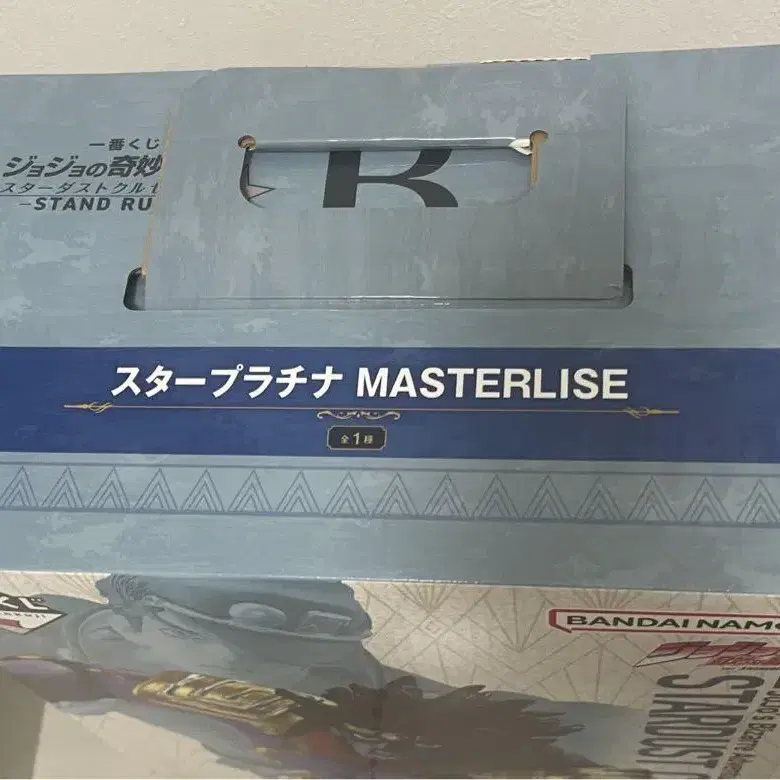 一番くじ
ジョジョの奇妙
スターダストクルセ
-STAND RU
R
スタープラチナ MASTERLISE
全1種
BANDAI NAMC
STARDUST